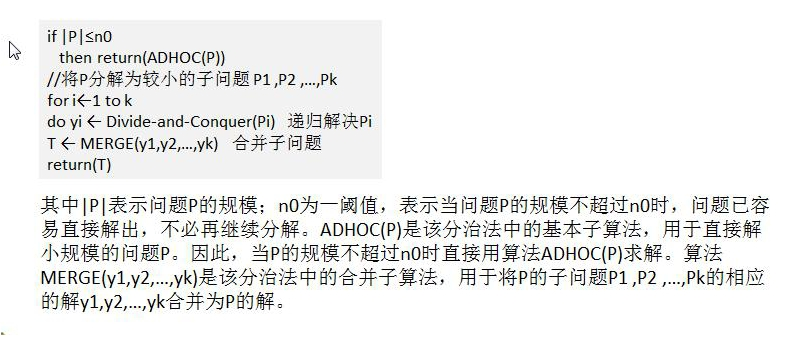 if |P|≤n0
then return(ADHOC(P))
//将P分解为较小的子问题 P1 ,P2 ,...,Pk
for i←1 to k
do yi ← Divide-and-Conquer(Pi) 递归解决Pi
T ← MERGE(y1,y2,...,yk) 合并子问题
return(T)
其中|P|表示问题P的规模；n0为一阈值，表示当问题P的规模不超过n0时，问题已容
易直接解出，不必再继续分解。ADHOC(P)是该分治法中的基本子算法，用于直接解
小规模的问题P。因此，当P的规模不超过n0时直接用算法ADHOC(P)求解。算法
MERGE(y1,y2,...,yk)是该分治法中的合并子算法，用于将P的子问题P1 ,P2 ,...,Pk的相应
的解y1,y2,...,yk合并为P的解。